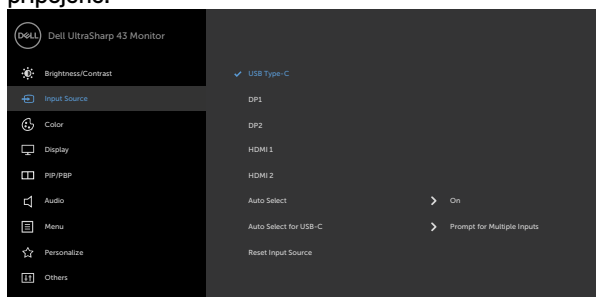 pripojené.
DELL Dell UltraSharp 43 Monitor
Brightness/Contrast USB Type-C
Input Source DP1
Color DP2
Display HDMI 1
PIP/PBP HDMI 2
Audio Auto Select On
Menu Auto Select for USB-C Prompt for Multiple Inputs
Personalize Reset Input Source
Others